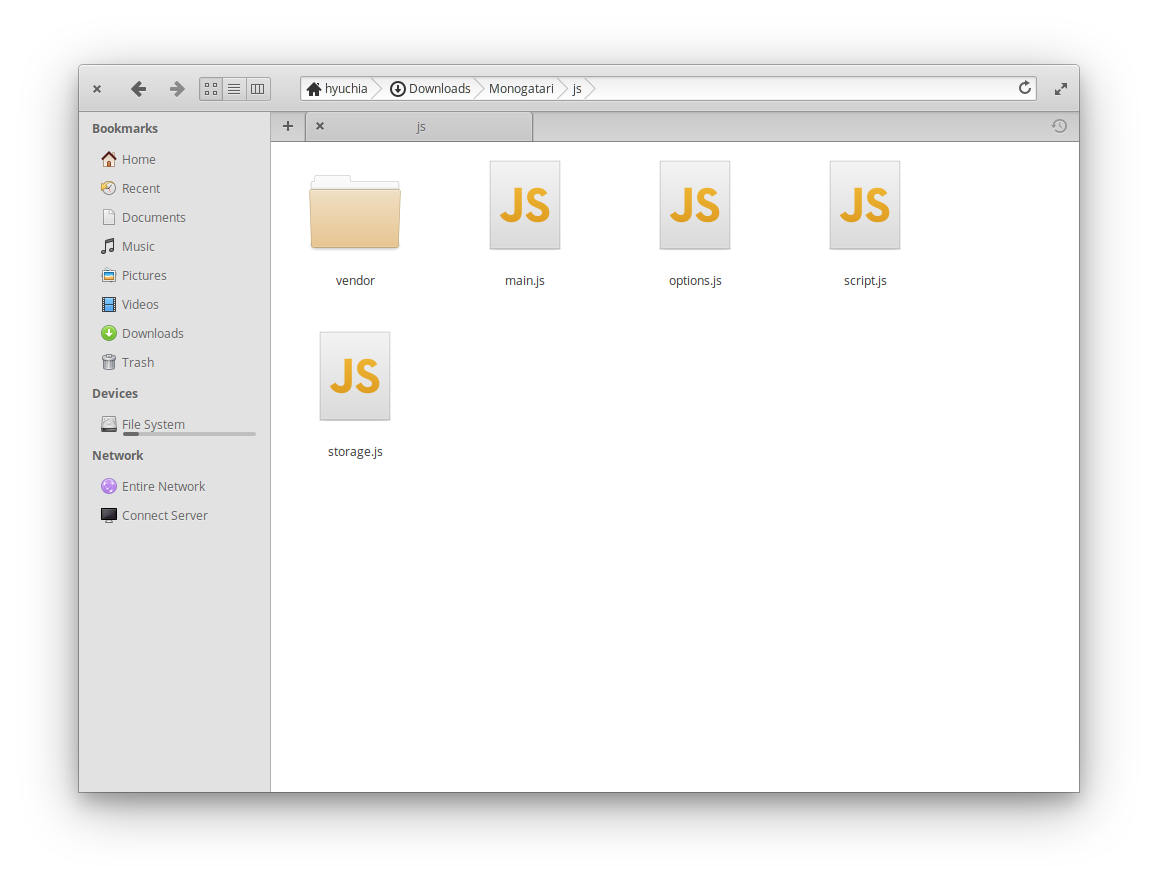 hyuchia Downloads Monogatari js
Bookmarks
Home
Recent
Documents
Music
Pictures
Videos
Downloads
Trash
Devices
File System
Network
Entire Network
Connect Server
js
JS JS JS
vendor main.js options.js script.js
JS
storage.js